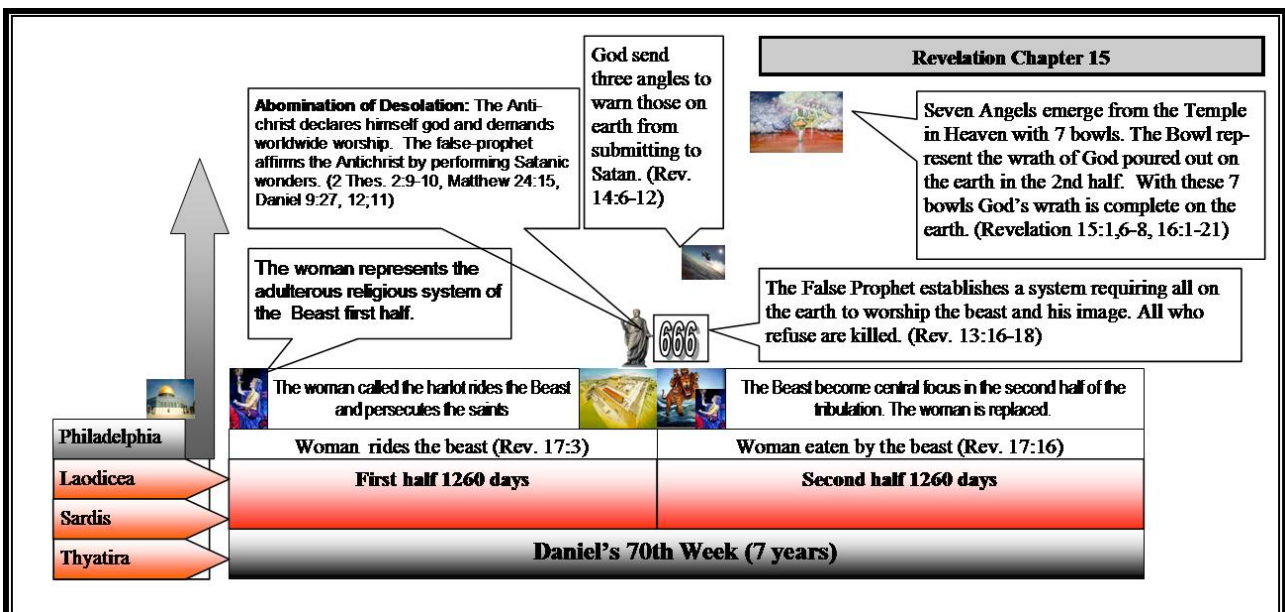 Revelation Chapter 15
God send
three angles to
warn those on
earth from
submitting to
Satan. (Rev.
14:6-12)
Abomination of Desolation: The Anti-
christ declares himself god and demands
worldwide worship. The false-prophet
affirms the Antichrist by performing Satanic
wonders. (2 Thes. 2:9-10, Matthew 24:15,
Daniel 9:27, 12;11)
Seven Angels emerge from the Temple
in Heaven with 7 bowls. The Bowl rep-
resent the wrath of God poured out on
the earth in the 2nd half. With these 7
bowls God's wrath is complete on the
earth. (Revelation 15:1,6-8, 16:1-21)
The woman represents the
adulterous religious system of
the Beast first half.
The False Prophet establishes a system requiring all on
the earth to worship the beast and his image. All who
refuse are killed. (Rev. 13:16-18)
666
The woman called the harlot rides the Beast
and persecutes the saints
The Beast become central focus in the second half of the
tribulation. The woman is replaced.
Philadelphia
Woman rides the beast (Rev. 17:3)
Woman eaten by the beast (Rev. 17:16)
Laodicea
First half 1260 days
Second half 1260 days
Sardis
Thyatira
Daniel's 70th Week (7 years)